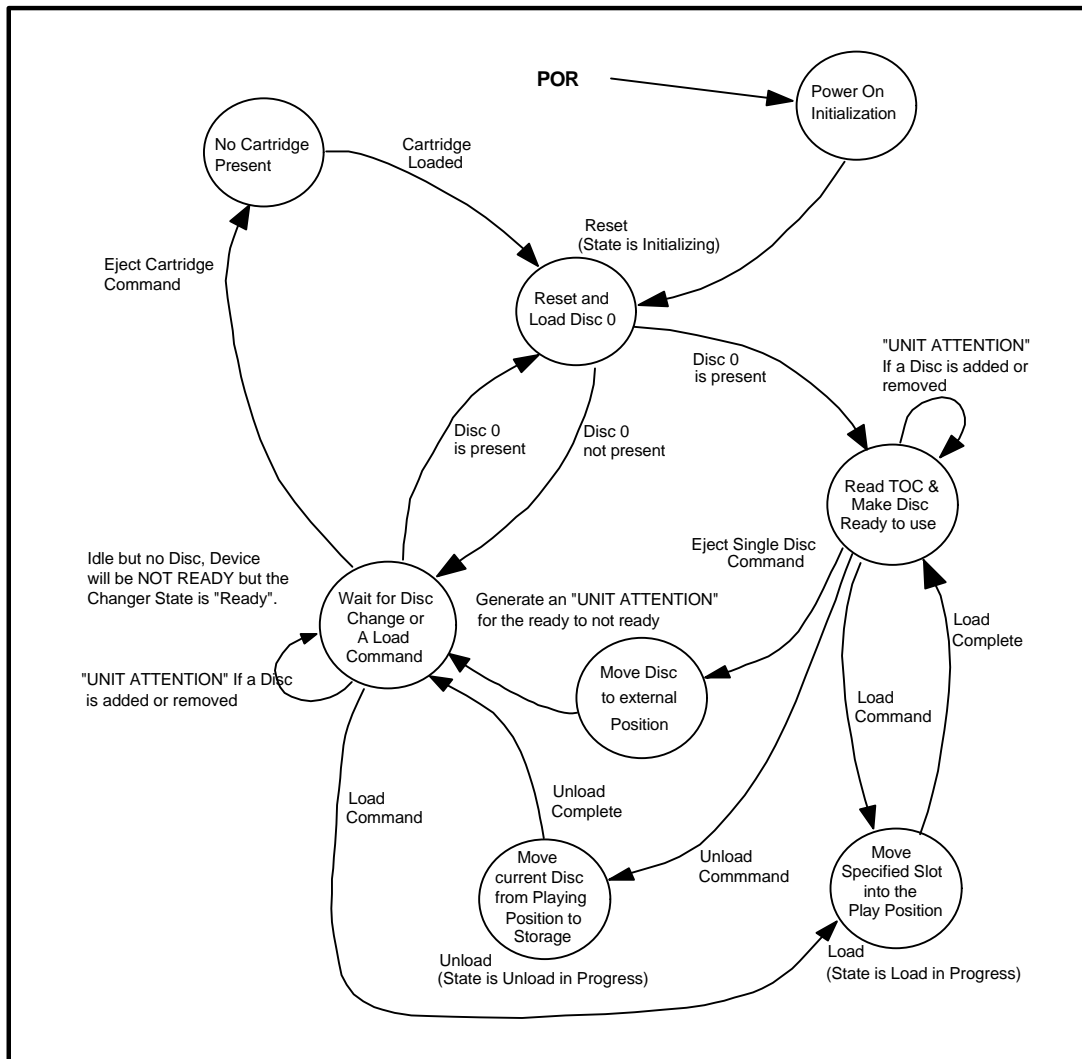 POR
Power On
Initialization
No Cartridge
Present
Cartridge
Loaded
Reset
(State is Initializing)
Eject Cartridge
Command
Reset and
Load Disc 0
Disc 0
is present
"UNIT ATTENTION"
If a Disc is added or
removed
Disc 0
is present
Disc 0
not present
Read TOC &
Make Disc
Ready to use
Eject Single Disc
Command
Idle but no Disc, Device
will be NOT READY but the
Changer State is "Ready".
Wait for Disc
Change or
A Load
Command
Generate an "UNIT ATTENTION"
for the ready to not ready
Load
Complete
"UNIT ATTENTION" If a Disc
is added or removed
Move Disc
to external
Position
Load
Command
Load
Command
Unload
Complete
Move
current Disc
from Playing
Position to
Storage
Unload
Commmand
Move
Specified Slot
into the
Play Position
Unload
(State is Unload in Progress)
Load
(State is Load in Progress)